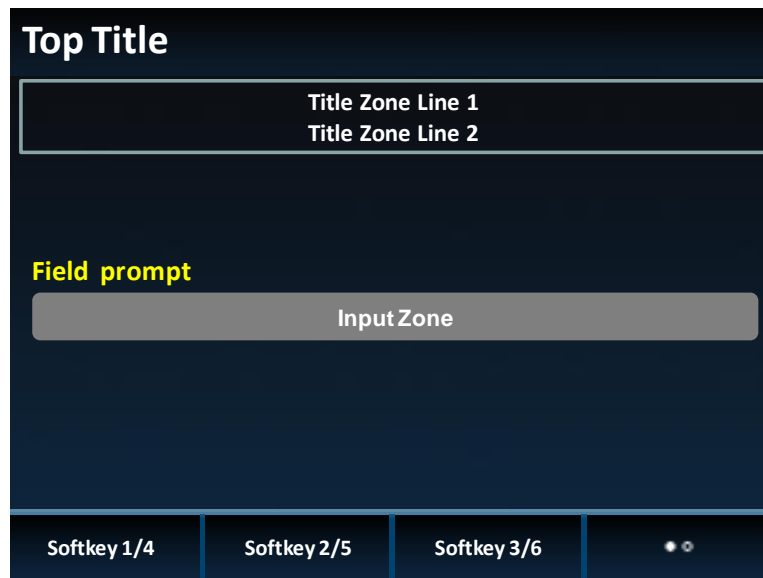 Top Title
Title Zone Line 1
Title Zone Line 2
Field prompt
Input Zone
Softkey 1/4 Softkey 2/5 Softkey 3/6